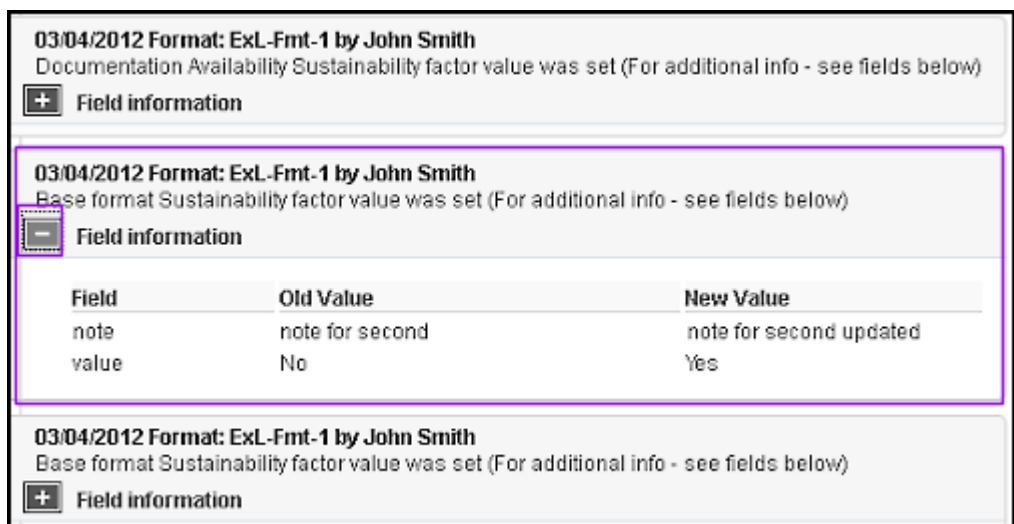 03/04/2012 Format: ExL-Fmt-1 by John Smith
Documentation Availability Sustainability factor value was set (For additional info - see fields below)
+ Field information
03/04/2012 Format: ExL-Fmt-1 by John Smith
Base format Sustainability factor value was set (For additional info - see fields below)
- Field information
Field Old Value New Value
note note for second note for second updated
value No Yes
03/04/2012 Format: ExL-Fmt-1 by John Smith
Base format Sustainability factor value was set (For additional info - see fields below)
+ Field information